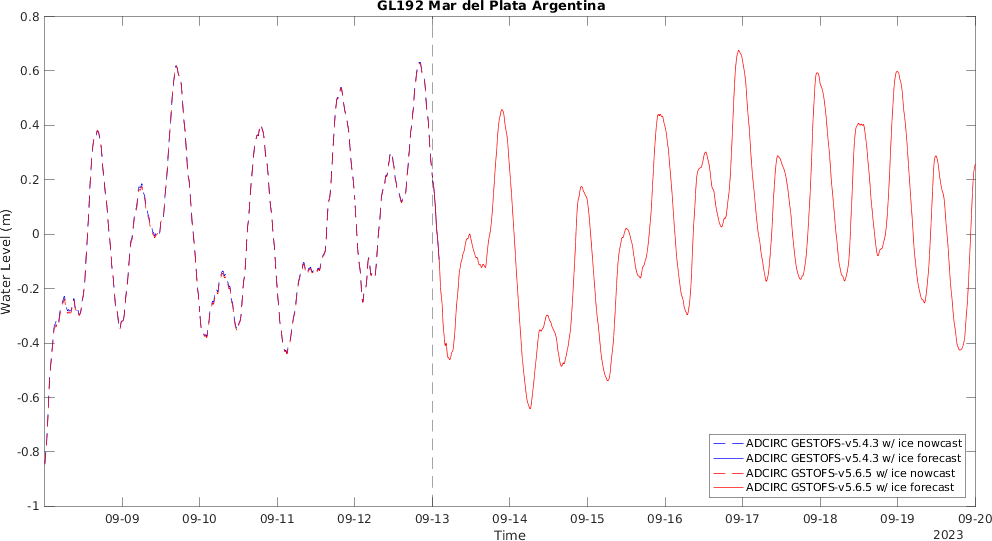 GL192 Mar del Plata Argentina
0.8
0.6
0.4
0.2
0
-0.2
-0.4
-0.6
-0.8
-1
Water Level (m)
ADCIRC GESTOFS-v5.4.3 w/ ice nowcast
ADCIRC GESTOFS-v5.4.3 w/ ice forecast
ADCIRC GSTOFS-v5.6.5 w/ ice nowcast
ADCIRC GSTOFS-v5.6.5 w/ ice forecast
09-09 09-10 09-11 09-12 09-13 09-14 09-15 09-16 09-17 09-18 09-19 09-20
Time
2023